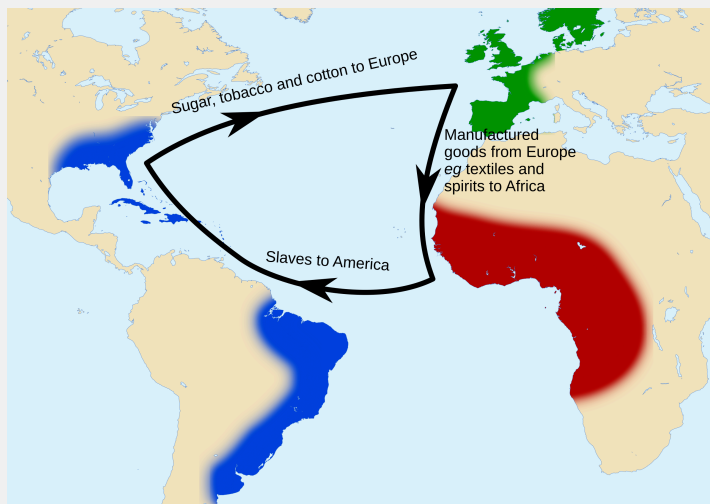 Sugar, tobacco and cotton to Europe
Manufactured
goods from Europe
eg textiles and
spirits to Africa
Slaves to America